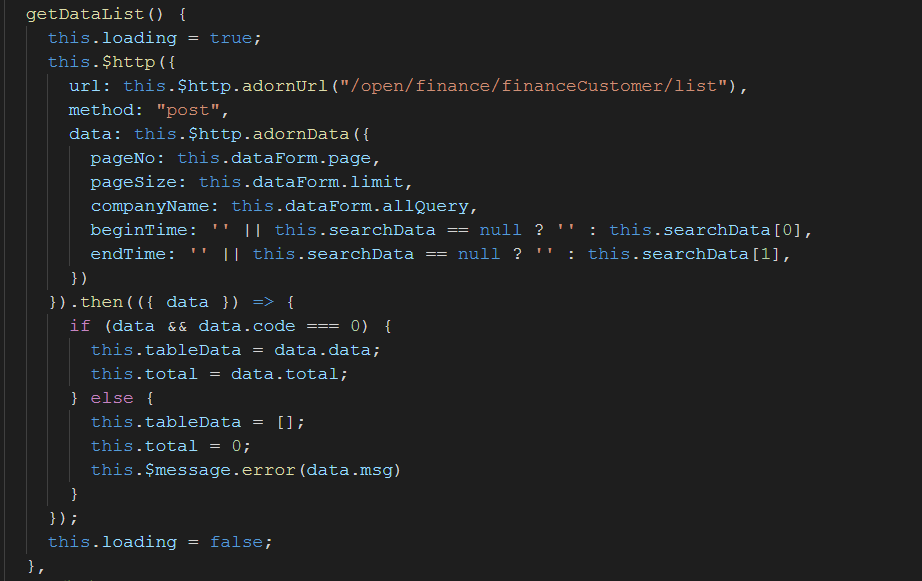 getDataList() {
this.loading = true;
this.$http({
url: this.$http.adornUrl("/open/finance/financeCustomer/list"),
method: "post",
data: this.$http.adornData({
pageNo: this.dataForm.page,
pageSize: this.dataForm.limit,
companyName: this.dataForm.allQuery,
beginTime: '' || this.searchData == null ? '' : this.searchData[0],
endTime: '' || this.searchData == null ? '' : this.searchData[1],
})
}).then(({ data }) => {
if (data && data.code === 0) {
this.tableData = data.data;
this.total = data.total;
} else {
this.tableData = [];
this.total = 0;
this.$message.error(data.msg)
}
});
this.loading = false;
},